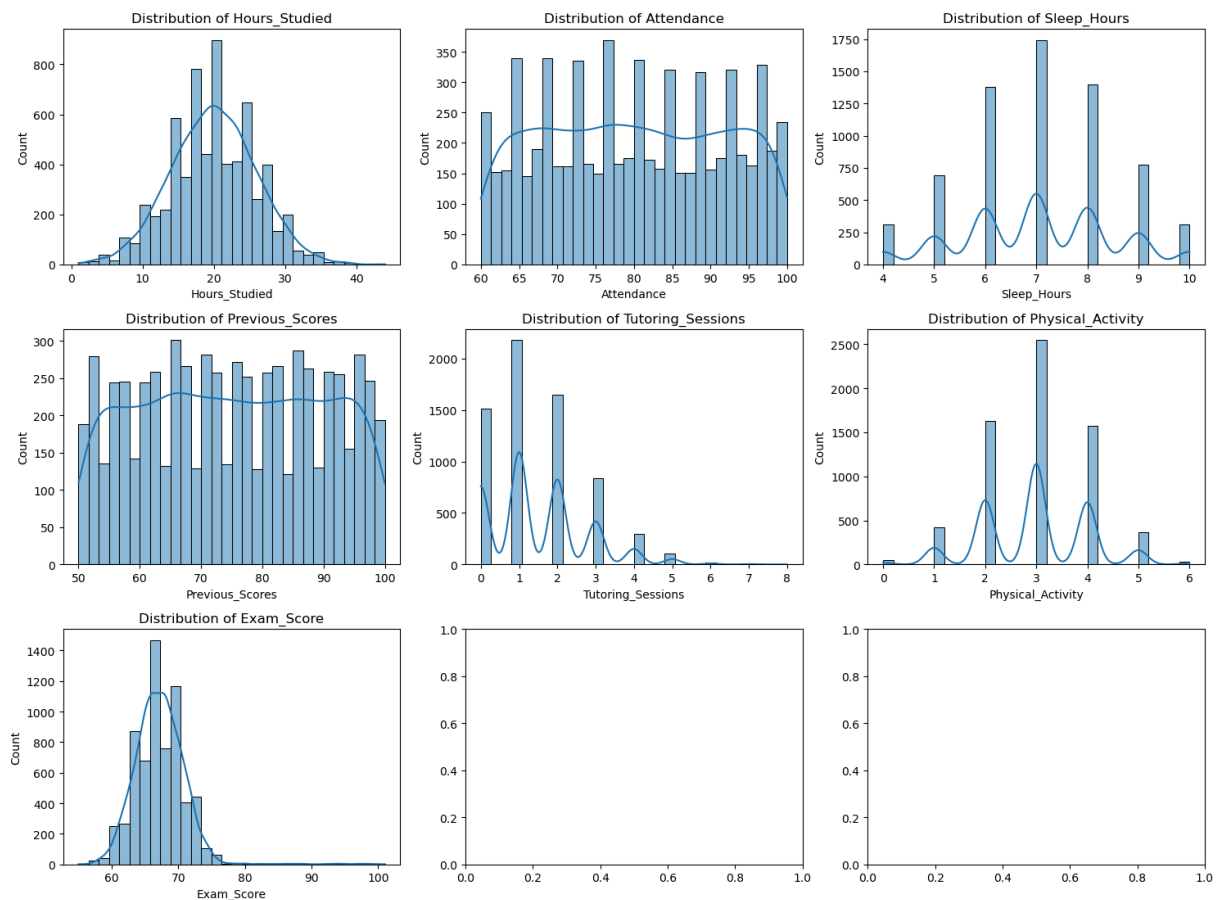 Distribution of Hours_Studied
Distribution of Attendance
Distribution of Sleep_Hours
Count
800
600
400
200
0
0 10 20 30 40
Hours_Studied
Count
350
300
250
200
150
100
50
0
60 65 70 75 80 85 90 95 100
Attendance
Count
1750
1500
1250
1000
750
500
250
0
4 5 6 7 8 9 10
Sleep_Hours
Distribution of Previous_Scores
Distribution of Tutoring_Sessions
Distribution of Physical_Activity
Count
300
250
200
150
100
50
0
50 60 70 80 90 100
Previous_Scores
Count
2000
1500
1000
500
0
0 1 2 3 4 5 6 7 8
Tutoring_Sessions
Count
2500
2000
1500
1000
500
0
0 1 2 3 4 5 6
Physical_Activity
Distribution of Exam_Score
Count
1400
1200
1000
800
600
400
200
0
60 70 80 90 100
Exam_Score
1.0
0.8
0.6
0.4
0.2
0.0
0.0 0.2 0.4 0.6 0.8 1.0
1.0
0.8
0.6
0.4
0.2
0.0
0.0 0.2 0.4 0.6 0.8 1.0